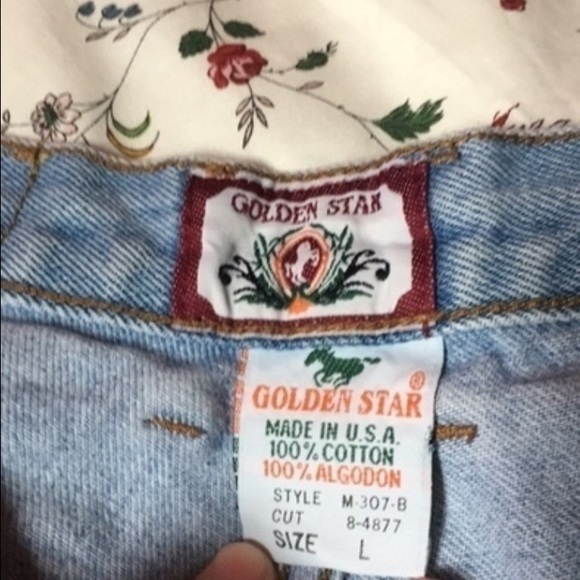 GOLDEN STAR
GOLDEN STAR ®
MADE IN U.S.A.
100% COTTON
100% ALGODON
STYLE M-307-B
CUT 8-4877
SIZE L